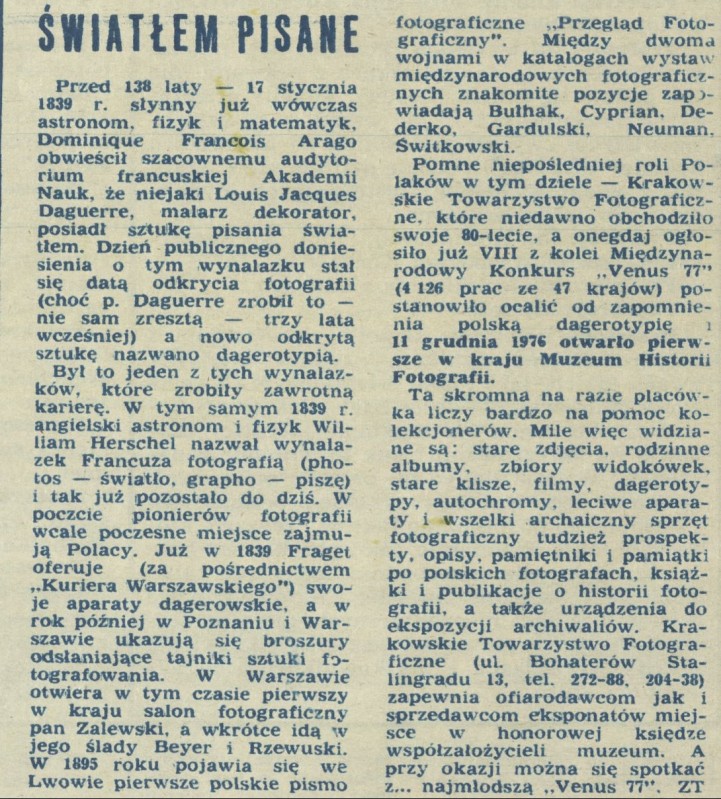 ŚWIATŁEM PISANE
Przed 138 laty — 17 stycznia
1839 r. słynny już wówczas
astronom, fizyk i matematyk,
Dominique Francois Arago
obwieścił szacownemu audyto-
rium francuskiej Akademii
Nauk, że niejaki Louis Jacques
Daguerre, malarz dekorator,
posiadł sztukę pisania świa-
tłem. Dzień publicznego donie-
sienia o tym wynalazku stał
się datą odkrycia fotografii
(choć p. Daguerre zrobił to —
nie sam zresztą — trzy lata
wcześniej) a nowo odkrytą
sztukę nazwano dagerotypią.
Był to jeden z tych wynalaz-
ków, które zrobiły zawrotną
karierę. W tym samym 1839 r.
angielski astronom i fizyk Wil-
liam Herschel nazwał wynala-
zek Francuza fotografią (pho-
tos — światło, grapho — piszę)
i tak już pozostało do dziś. W
poczcie pionierów fotografii
wcale poczesne miejsce zajmu-
ją Polacy. Już w 1839 Fraget
oferuje (za pośrednictwem
„Kuriera Warszawskiego") swo-
je aparaty dagerowskie, a w
rok później w Poznaniu i War-
szawie ukazują się broszury
odsłaniające tajniki sztuki fo-
tografowania. W Warszawie
otwiera w tym czasie pierwszy
w kraju salon fotograficzny
pan Zalewski, a wkrótce idą w
jego ślady Beyer i Rzewuski.
W 1895 roku pojawia się we
Lwowie pierwsze polskie pismo
fotograficzne „Przegląd Foto-
graficzny". Między dwoma
wojnami w katalogach wystaw
międzynarodowych fotograficz-
nych znakomite pozycje zapo-
wiadają Bułhak, Cyprian, De-
derko, Gardulski, Neuman,
Świtkowski.
Pomne niepośledniej roli Po-
laków w tym dziele — Krakow-
skie Towarzystwo Fotograficz-
ne, które niedawno obchodziło
swoje 80-lecie, a onegdaj ogło-
siło już VIII z kolei Międzyna-
rodowy Konkurs „Venus 77"
(4 126 prac ze 47 krajów) po-
stanowiło ocalić od zapomnie-
nia polską dagerotypię i
11 grudnia 1976 otwarło pierw-
sze w kraju Muzeum Historii
Fotografii.
Ta skromna na razie placów-
ka liczy bardzo na pomoc ko-
lekcjonerów. Mile więc widzia-
ne są: stare zdjęcia, rodzinne
albumy, zbiory widokówek,
stare klisze, filmy, dageroty-
py, autochromy, leciwe apara-
ty i wszelki archaiczny sprzęt
fotograficzny tudzież prospek-
ty, opisy, pamiętniki i pamiątki
po polskich fotografach, książ-
ki i publikacje o historii foto-
grafii, a także urządzenia do
ekspozycji archiwaliów. Kra-
kowskie Towarzystwo Fotogra-
ficzne (ul. Bohaterów Sta-
lingradu 13, tel. 272-88, 204-38)
zapewnia ofiarodawcom jak i
sprzedawcom eksponatów miej-
sce w honorowej księdze
współzałożycieli muzeum. A
przy okazji można się spotkać
z... najmłodszą „Venus 77". ZT